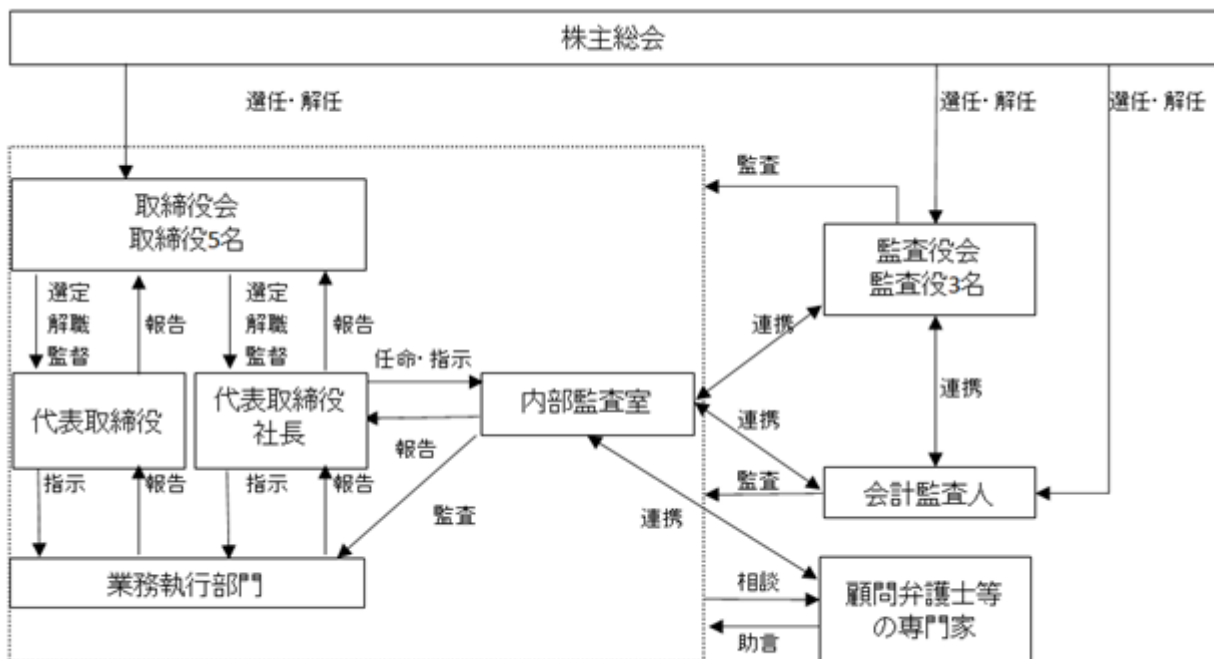 株主総会
選任・解任
選任・解任
選任・解任
監査
取締役会
取締役5名
監査役会
監査役3名
選定
解職
監督
報告
選定
解職
監督
報告
連携
任命・指示
代表取締役
代表取締役
社長
内部監査室
連携
連携
報告
指示
報告
指示
報告
監査
監査
会計監査人
連携
業務執行部門
相談
顧問弁護士等
の専門家
助言